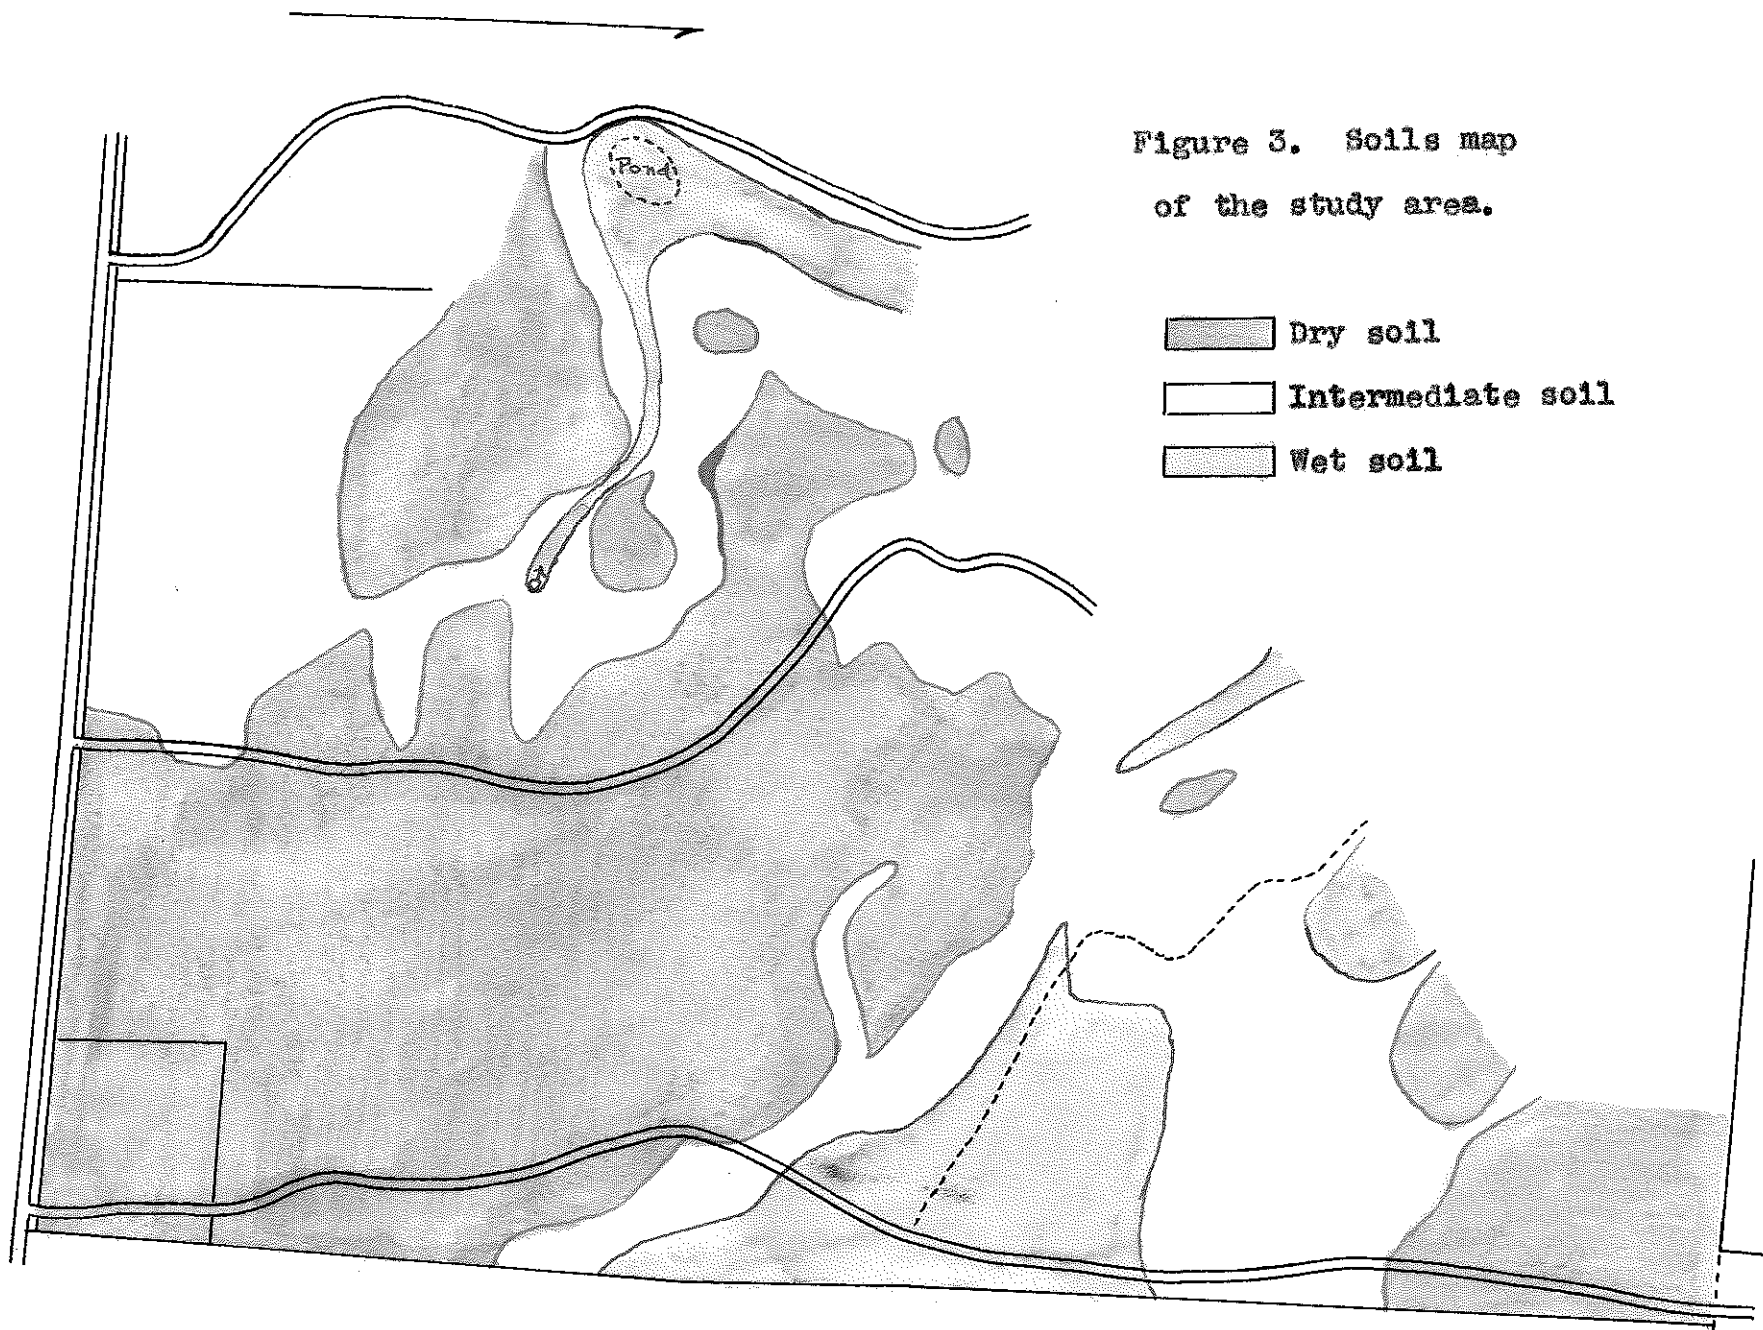 Figure 3. Soils map
of the study area.
Pond
Dry soil
Intermediate soil
Wet soil